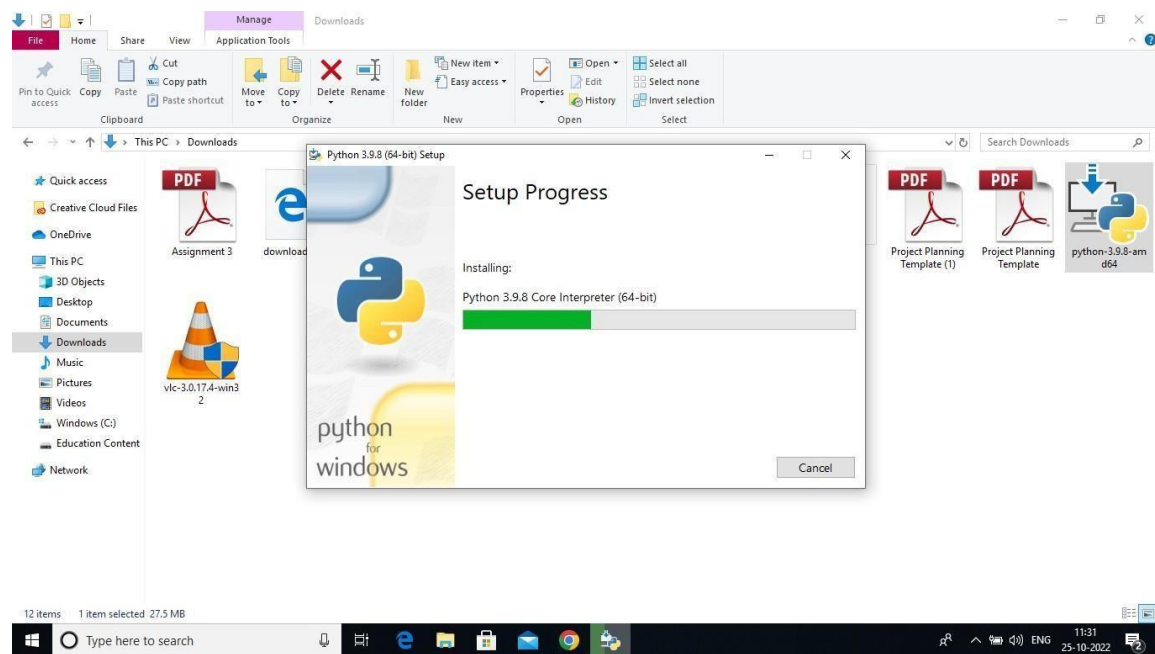 Manage
Downloads
File
Home
Share
View
Application Tools
Pin to Quick access
Copy
Paste
Cut
Copy path
Paste shortcut
Clipboard
Move to
Copy to
Delete
Rename
Organize
New folder
New item
Easy access
New
Properties
Open
Edit
History
Open
Select all
Select none
Invert selection
Select
This PC > Downloads
Search Downloads
Quick access
Creative Cloud Files
OneDrive
This PC
3D Objects
Desktop
Documents
Downloads
Music
Pictures
Videos
Windows (C:)
Education Content
Network
PDF
Assignment 3
download
vlc-3.0.17.4-win3
2
Python 3.9.8 (64-bit) Setup
Setup Progress
Installing:
Python 3.9.8 Core Interpreter (64-bit)
python
for
windows
Cancel
PDF
Project Planning
Template (1)
PDF
Project Planning
Template
python-3.9.8-am
d64
12 items
1 item selected
27.5 MB
Type here to search
ENG
11:31
25-10-2022
2